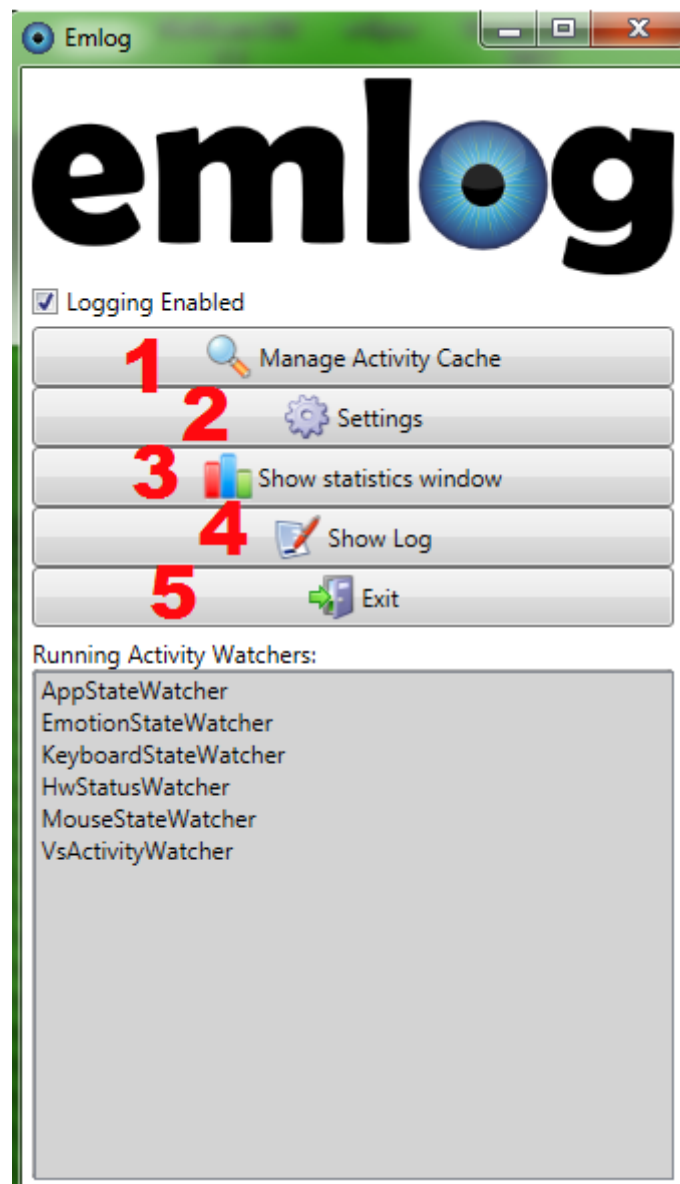 Emlog
emlog
Logging Enabled
1 Manage Activity Cache
2 Settings
3 Show statistics window
4 Show Log
5 Exit
Running Activity Watchers:
AppStateWatcher
EmotionStateWatcher
KeyboardStateWatcher
HwStatusWatcher
MouseStateWatcher
VsActivityWatcher